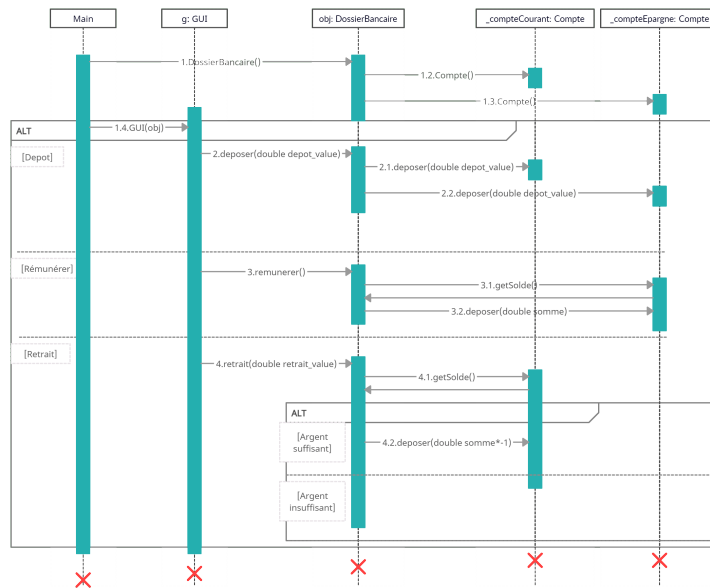 Main
g: GUI
obj: DossierBancaire
_compteCourant: Compte
_compteEpargne: Compte
1.DossierBancaire()
1.2.Compte()
1.3.Compte()
1.4.GUI(obj)
ALT
[Depot]
2.deposer(double depot_value)
2.1.deposer(double depot_value)
2.2.deposer(double depot_value)
[Rémunérer]
3.remunerer()
3.1.getSolde()
3.2.deposer(double somme)
[Retrait]
4.retrait(double retrait_value)
4.1.getSolde()
ALT
[Argent
suffisant]
4.2.deposer(double somme*-1)
[Argent
insuffisant]